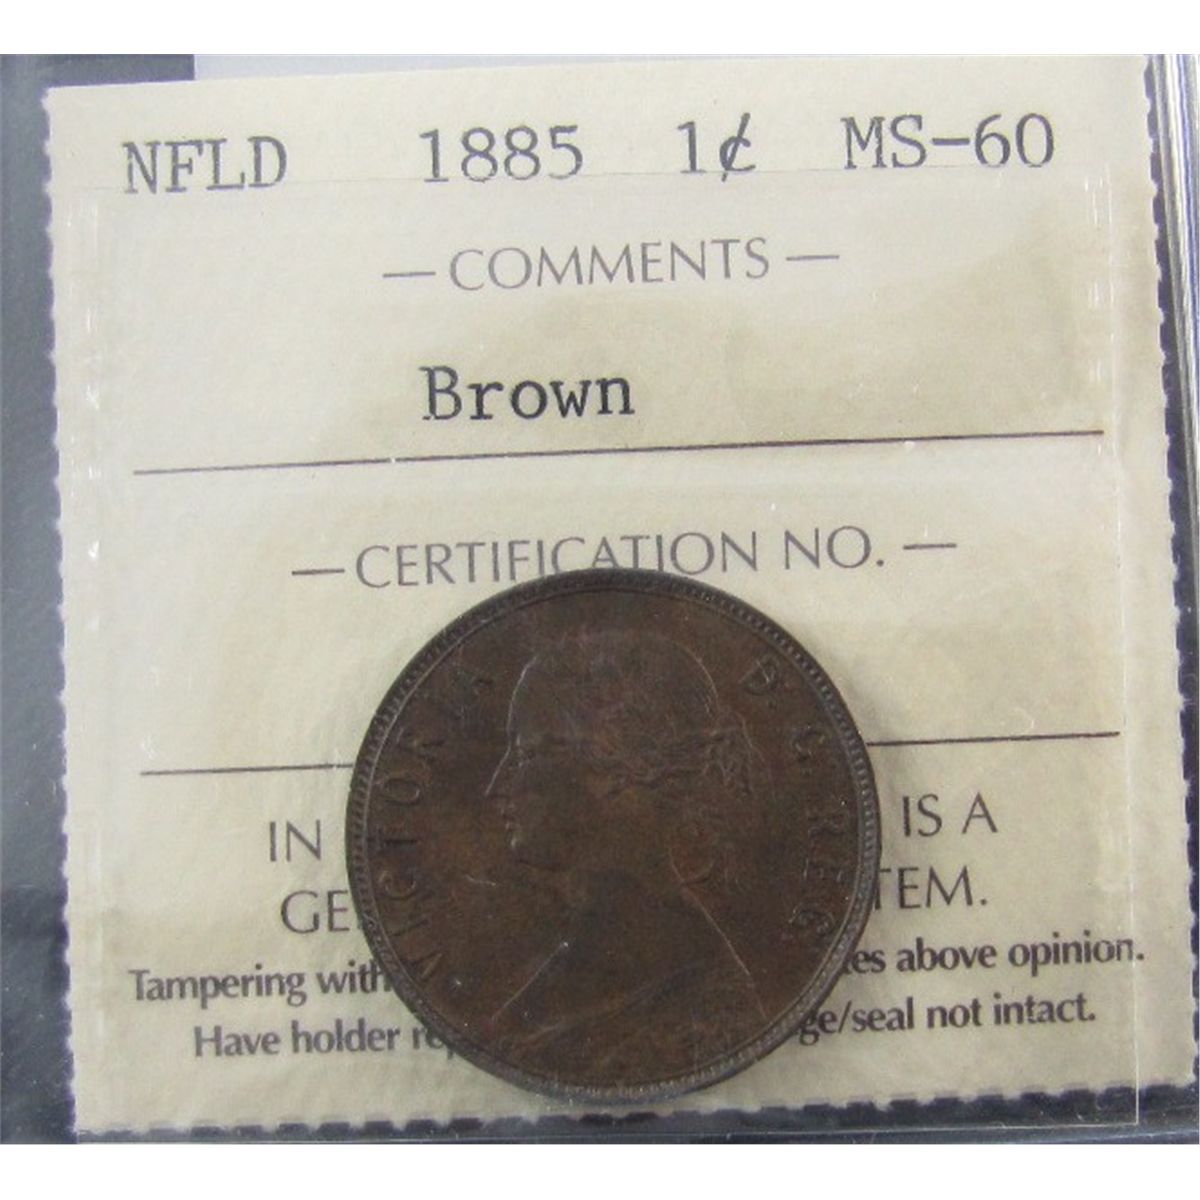 NFLD 1885 1¢ MS-60
— COMMENTS —
Brown
— CERTIFICATION NO. —
VICTORIA D. G. REG
IN IS A
GE TEM.
Tampering with es above opinion.
Have holder re ge/seal not intact.